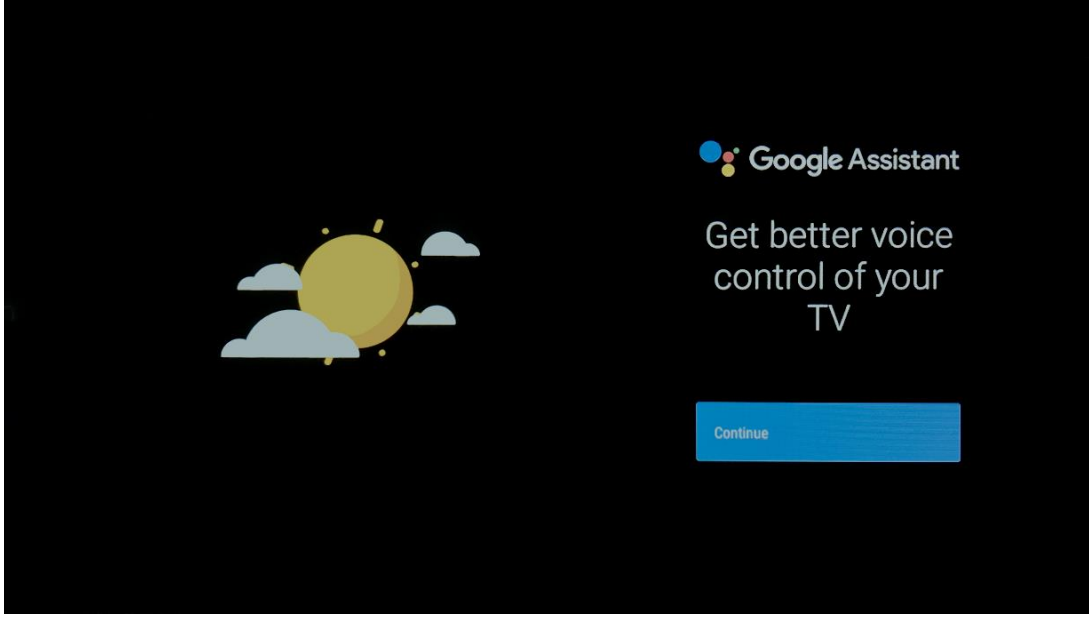 Google Assistant
Get better voice
control of your
TV
Continue